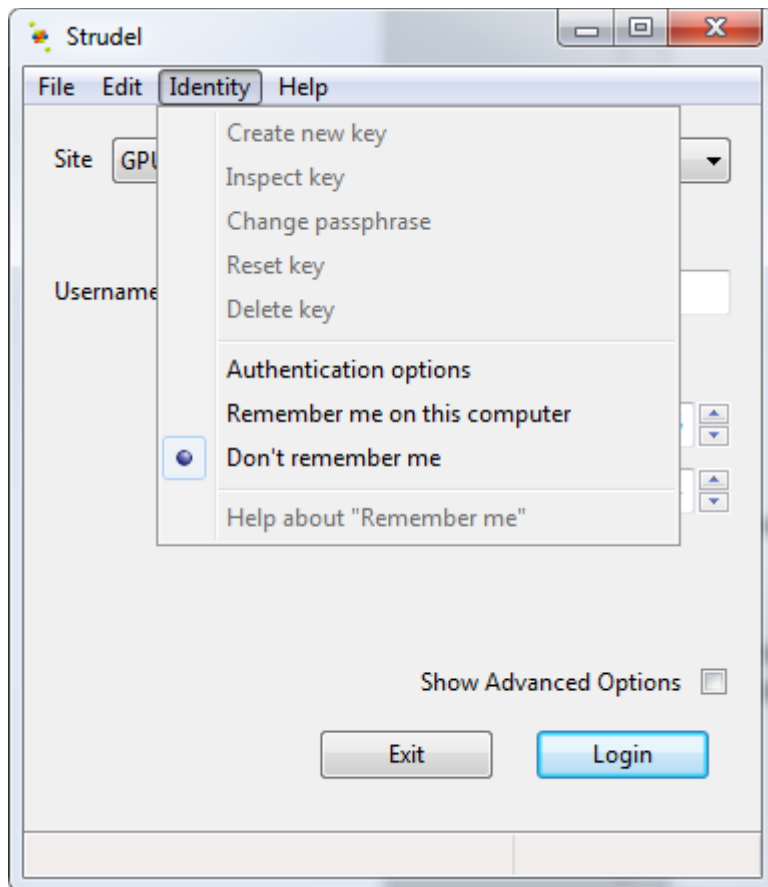 Strudel
File Edit Identity Help
Site
Create new key
Inspect key
Change passphrase
Reset key
Username
Delete key
Authentication options
Remember me on this computer
Don't remember me
Help about "Remember me"
Show Advanced Options
Exit Login